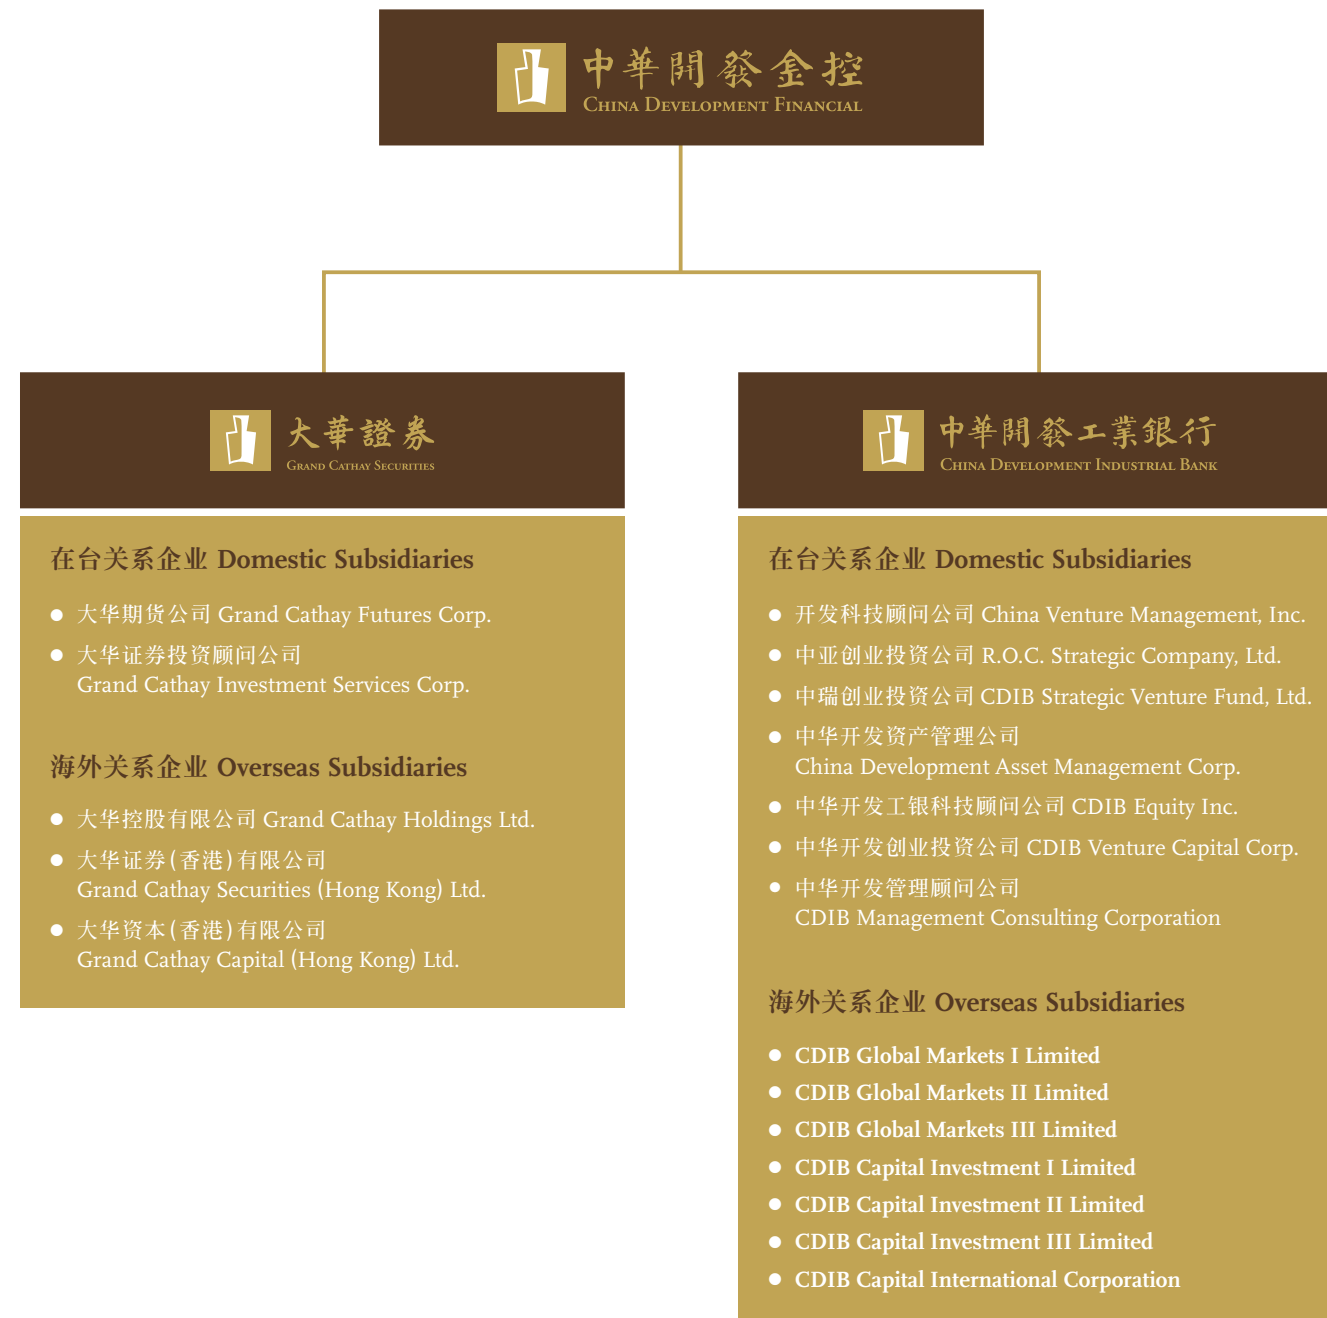 中華開發金控
CHINA DEVELOPMENT FINANCIAL
大華證券
GRAND CATHAY SECURITIES
在台关系企业 Domestic Subsidiaries
● 大华期货公司 Grand Cathay Futures Corp.
● 大华证券投资顾问公司
Grand Cathay Investment Services Corp.
海外关系企业 Overseas Subsidiaries
● 大华控股有限公司 Grand Cathay Holdings Ltd.
● 大华证券(香港)有限公司
Grand Cathay Securities (Hong Kong) Ltd.
● 大华资本(香港)有限公司
Grand Cathay Capital (Hong Kong) Ltd.
中華開發工業銀行
CHINA DEVELOPMENT INDUSTRIAL BANK
在台关系企业 Domestic Subsidiaries
● 开发科技顾问公司 China Venture Management, Inc.
● 中亚创业投资公司 R.O.C. Strategic Company, Ltd.
● 中瑞创业投资公司 CDIB Strategic Venture Fund, Ltd.
● 中华开发资产管理公司
China Development Asset Management Corp.
● 中华开发工银科技顾问公司 CDIB Equity Inc.
● 中华开发创业投资公司 CDIB Venture Capital Corp.
● 中华开发管理顾问公司
CDIB Management Consulting Corporation
海外关系企业 Overseas Subsidiaries
● CDIB Global Markets I Limited
● CDIB Global Markets II Limited
● CDIB Global Markets III Limited
● CDIB Capital Investment I Limited
● CDIB Capital Investment II Limited
● CDIB Capital Investment III Limited
● CDIB Capital International Corporation